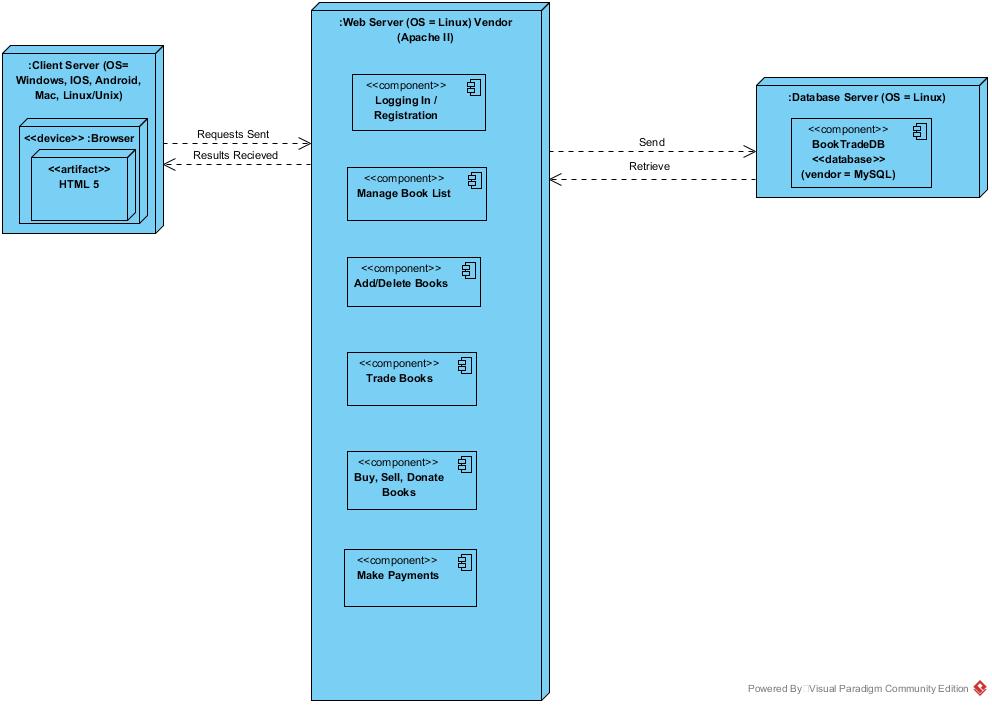 :Client Server (OS=
Windows, IOS, Android,
Mac, Linux/Unix)
<<device>> :Browser
<<artifact>>
HTML 5
Requests Sent
Results Recieved
:Web Server (OS = Linux) Vendor
(Apache II)
<<component>>
Logging In /
Registration
<<component>>
Manage Book List
<<component>>
Add/Delete Books
<<component>>
Trade Books
<<component>>
Buy, Sell, Donate
Books
<<component>>
Make Payments
Send
Retrieve
:Database Server (OS = Linux)
<<component>>
BookTradeDB
<<database>>
(vendor = MySQL)
Powered By Visual Paradigm Community Edition